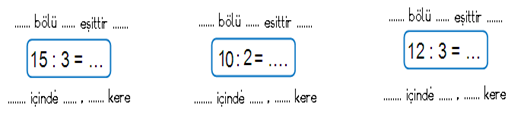 ...... bölü ...... eşittir ......
15 : 3 = ...
....... içinde ...... , ....... kere
...... bölü ...... eşittir ......
10 : 2 = ....
....... içinde ...... , ....... kere
...... bölü ...... eşittir ......
12 : 3 = ...
....... içinde ...... , ....... kere